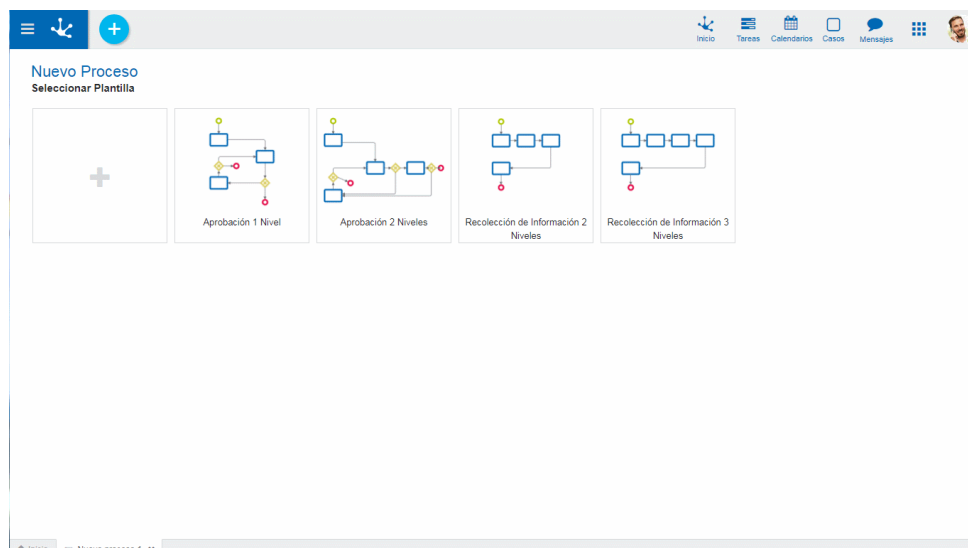 Inicio
Tareas
Calendarios
Casos
Mensajes
Nuevo Proceso
Seleccionar Plantilla
Aprobación 1 Nivel
Aprobación 2 Niveles
Recolección de Información 2
Niveles
Recolección de Información 3
Niveles